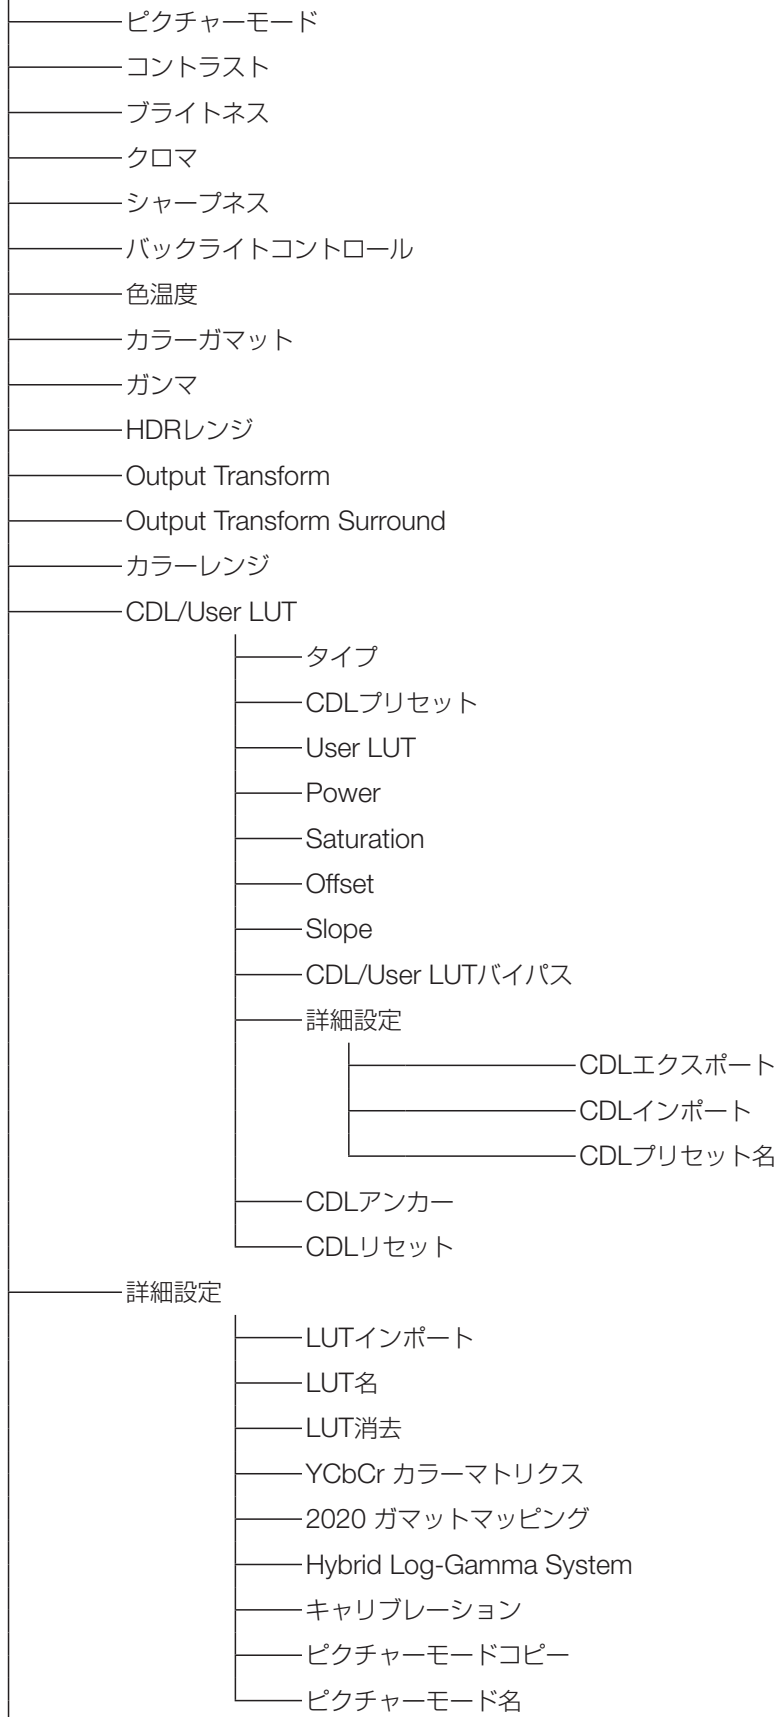 ピクチャーモード
コントラスト
ブライトネス
クロマ
シャープネス
バックライトコントロール
色温度
カラーガマット
ガンマ
HDRレンジ
Output Transform
Output Transform Surround
カラーレンジ
CDL/User LUT
タイプ
CDLプリセット
User LUT
Power
Saturation
Offset
Slope
CDL/User LUTバイパス
詳細設定
CDLエクスポート
CDLインポート
CDLプリセット名
CDLアンカー
CDLリセット
詳細設定
LUTインポート
LUT名
LUT消去
YCbCr カラーマトリクス
2020 ガマットマッピング
Hybrid Log-Gamma System
キャリブレーション
ピクチャーモードコピー
ピクチャーモード名